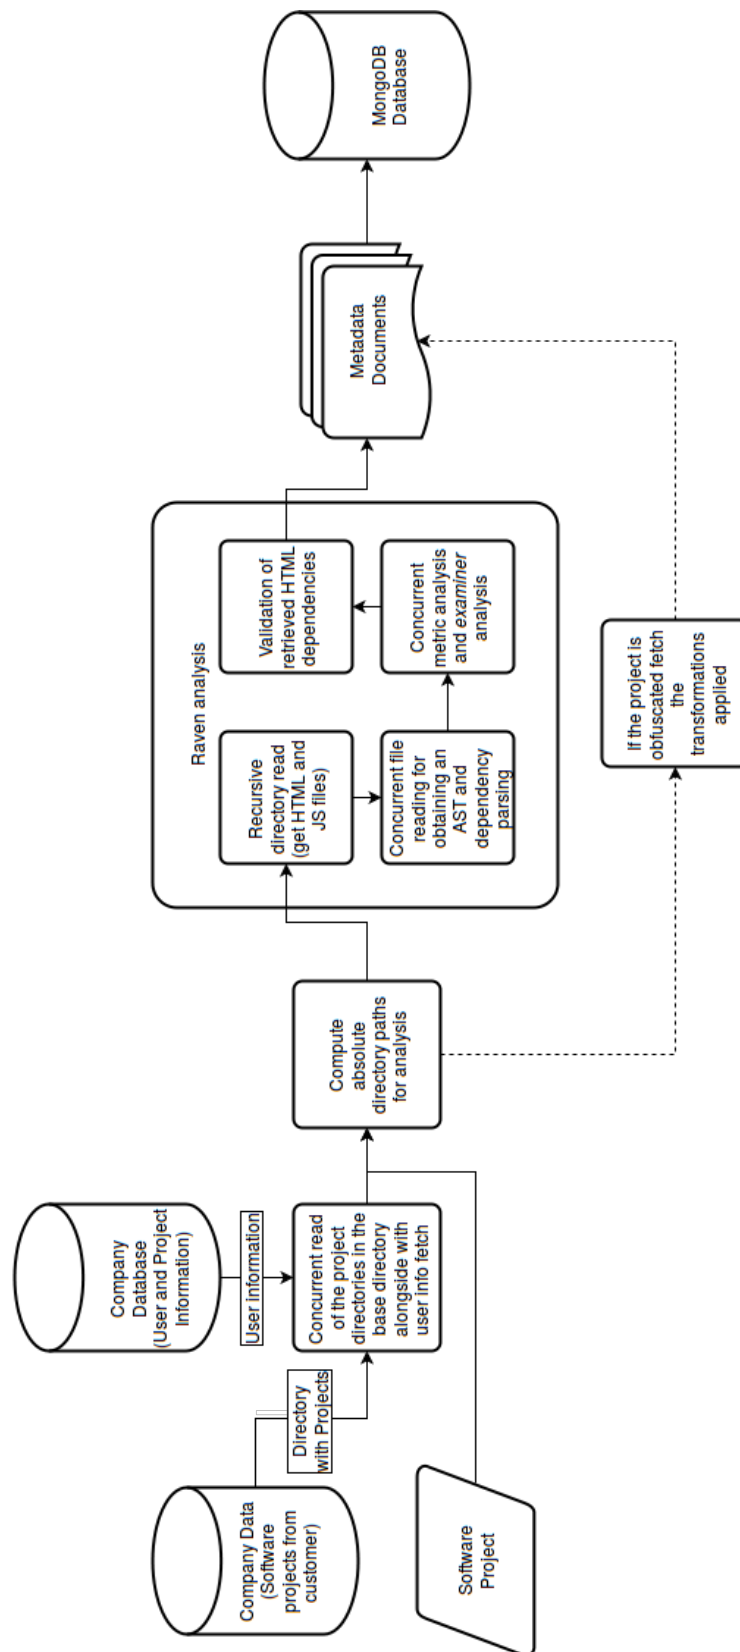 Company Data
(Software
projects from
customer)
Software
Project
Directory
with Projects
Company
Database
(User and Project
Information)
User information
Concurrent read
of the project
directories in the
base directory
alongside with
user info fetch
Compute
absolute
directory paths
for analysis
Raven analysis
Recursive
directory read
(get HTML and
JS files)
Concurrent file
reading for
obtaining an
AST and
dependency
parsing
Concurrent
metric analysis
and examiner
analysis
Validation of
retrieved HTML
dependencies
If the project is
obfuscated fetch
the
transformations
applied
Metadata
Documents
MongoDB
Database